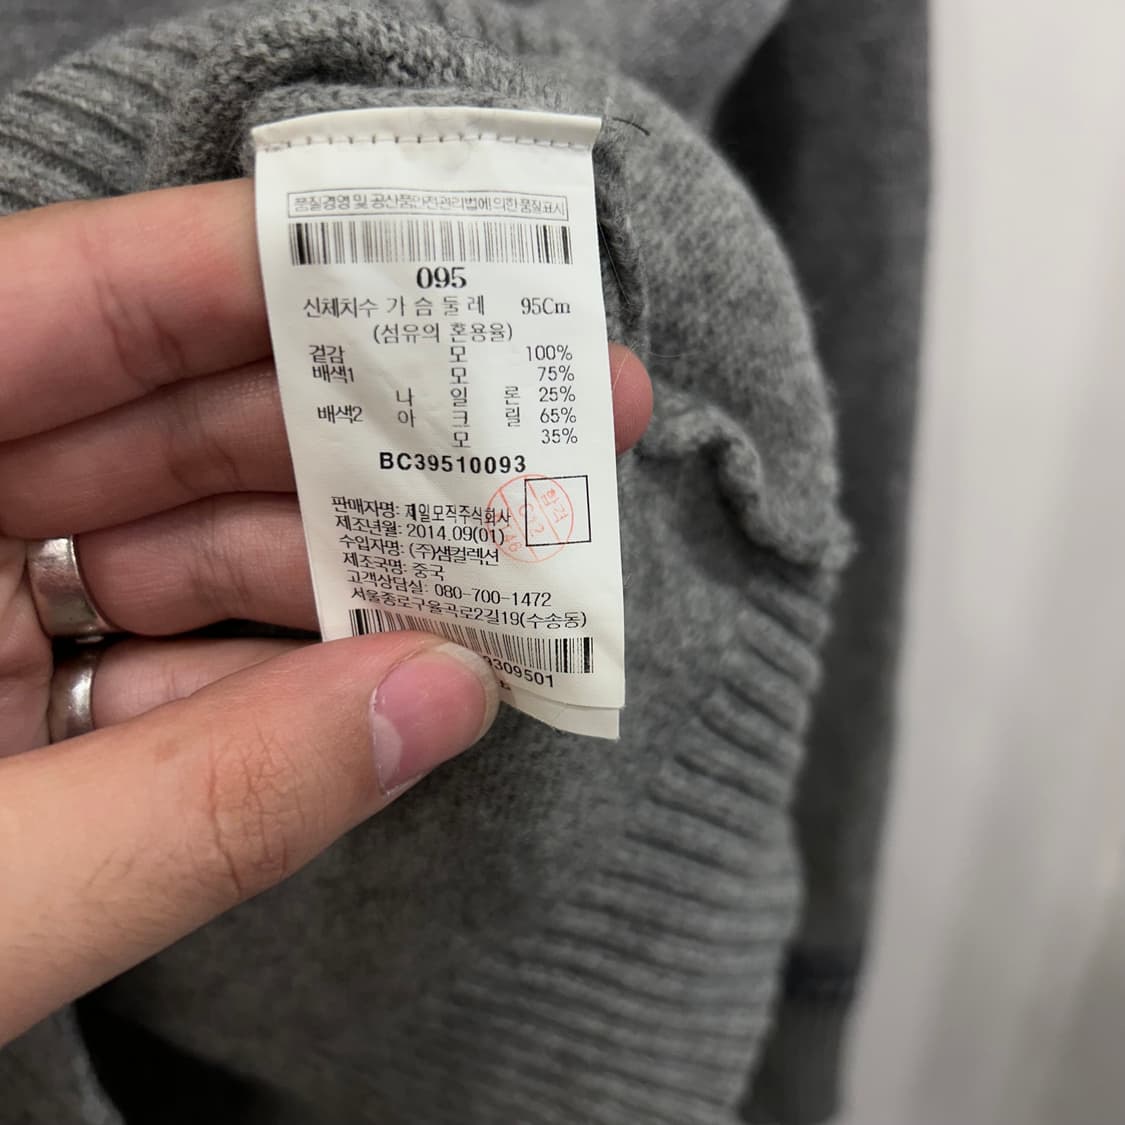 품질경영 및 공산품안전관리법에 의한 품질표시
095
신체치수 가 슴 둘 레 95Cm
(섬유의 혼용율)
겉감 모 100%
배색1 모 75%
나 일 론 25%
배색2 아 크 릴 65%
모 35%
BC39510093
판매자명: 제일모직주식회사
제조년월: 2014.09(01)
수입자명: (주)샘컬렉션
제조국명: 중국
고객상담실: 080-700-1472
서울종로구율곡로2길19(수송동)
9309501
합격